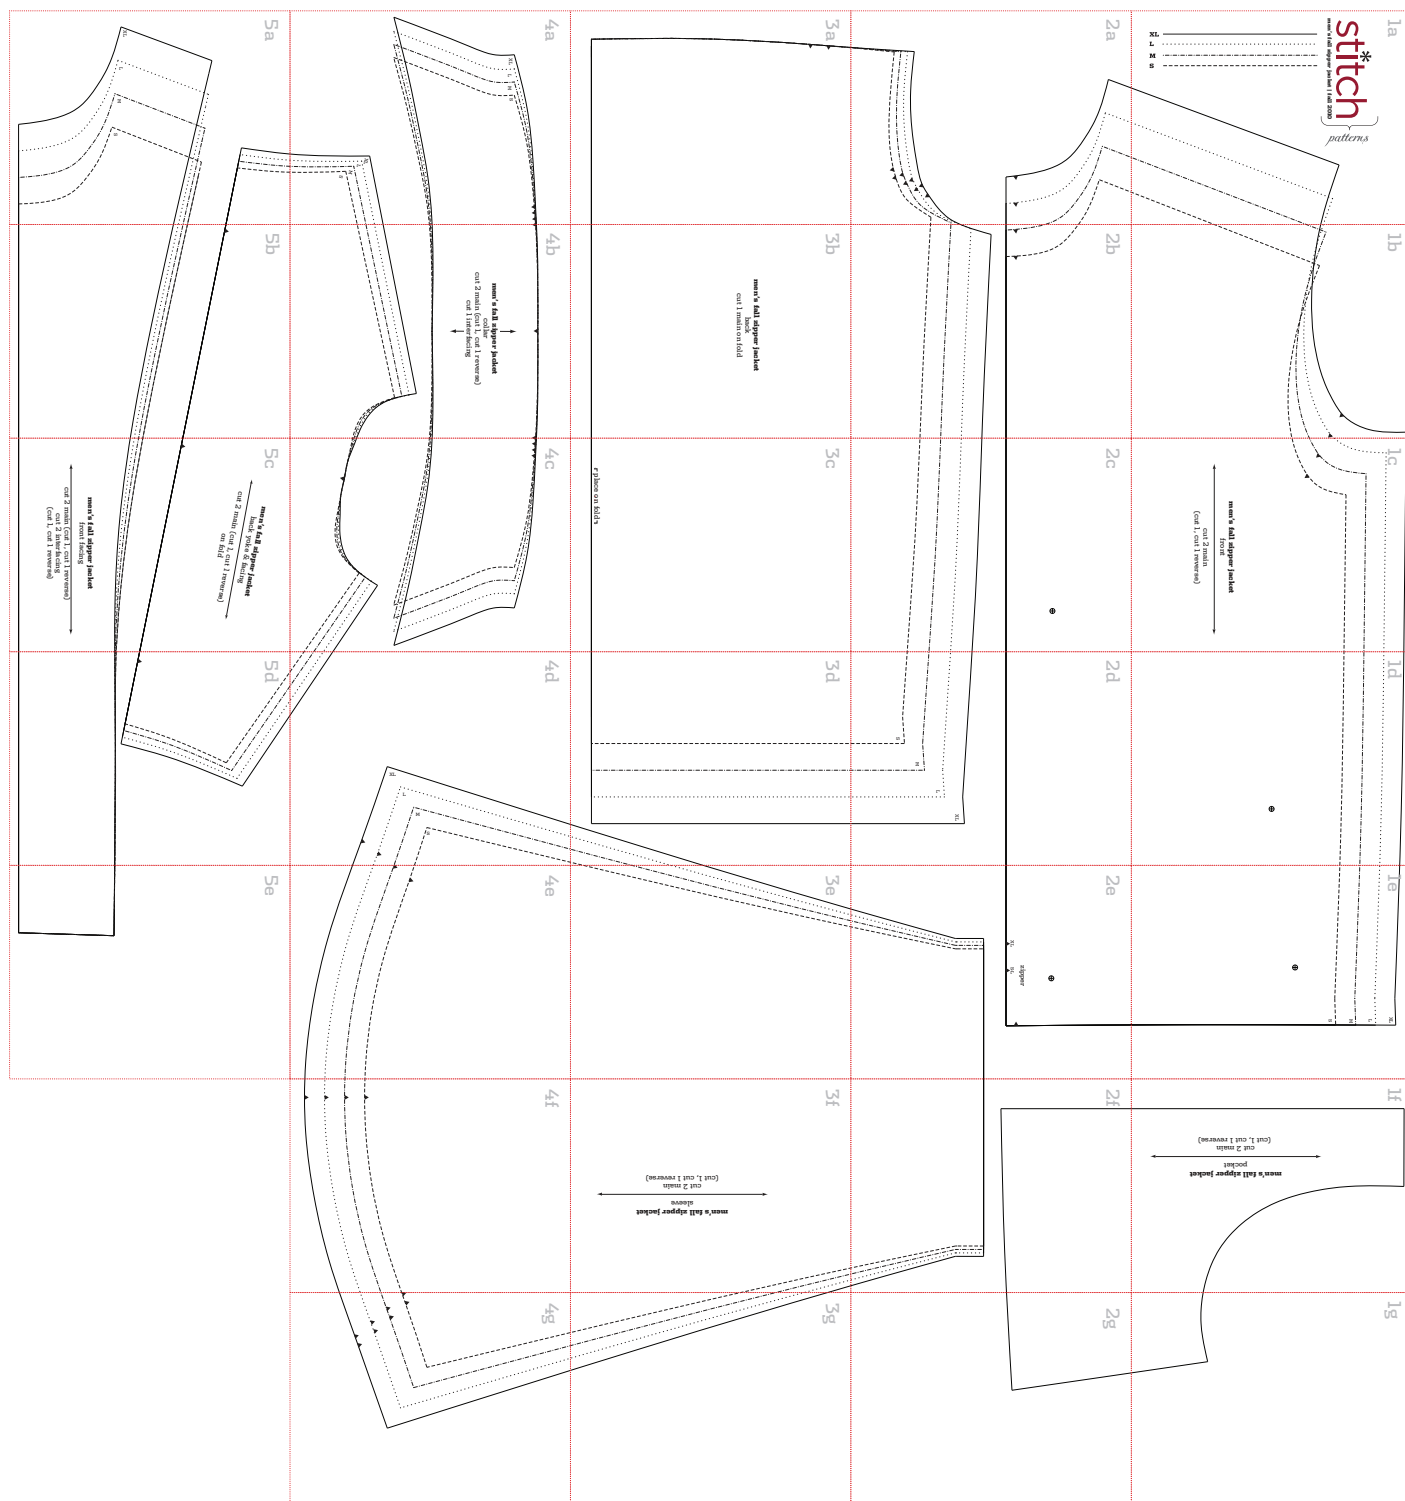 stitch*
patterns
men's fall zipper jacket | fall 2010
XL
L
M
S
1a
2a
3a
4a
5a
1b
2b
3b
4b
5b
1c
2c
3c
4c
5c
1d
2d
3d
4d
5d
1e
2e
3e
4e
5e
1f
2f
3f
4f
1g
2g
3g
4g
men's fall zipper jacket
front
cut 2 main
(cut 1, cut 1 reverse)
XL
XL
zipper
S
M
L
XL
men's fall zipper jacket
back
cut 1 main on fold
place on fold
S
M
L
XL
men's fall zipper jacket
collar
cut 2 main (cut 1, cut 1 reverse)
cut 1 interfacing
XL
L
M
S
men's fall zipper jacket
back yoke & facing
cut 2 main (cut 1, cut 1 reverse)
on fold
men's fall zipper jacket
front facing
cut 2 main (cut 1, cut 1 reverse)
cut 2 interfacing
(cut 1, cut 1 reverse)
XL
L
M
S
men's fall zipper jacket
sleeve
cut 2 main
(cut 1, cut 1 reverse)
XL
L
M
S
men's fall zipper jacket
pocket
cut 2 main
(cut 1, cut 1 reverse)